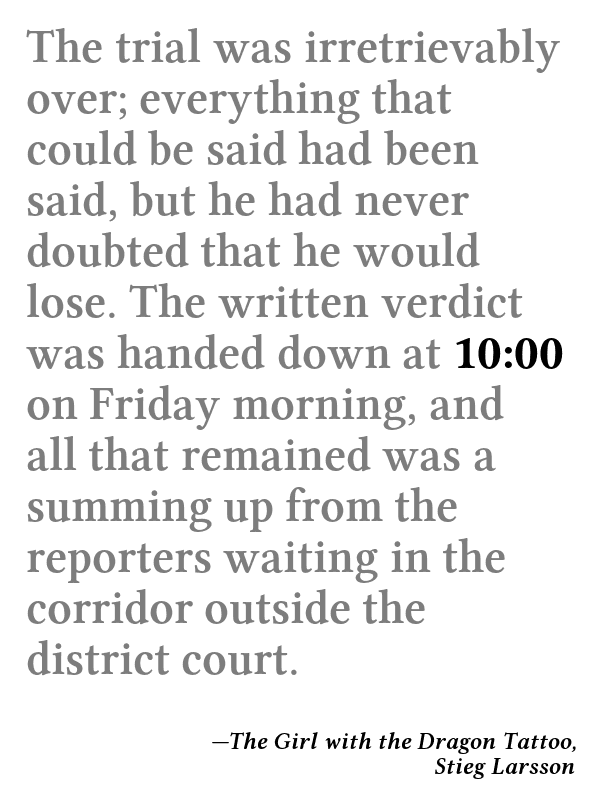 The trial was irretrievably
over; everything that
could be said had been
said, but he had never
doubted that he would
lose. The written verdict
was handed down at 10:00
on Friday morning, and
all that remained was a
summing up from the
reporters waiting in the
corridor outside the
district court.
—The Girl with the Dragon Tattoo,
Stieg Larsson